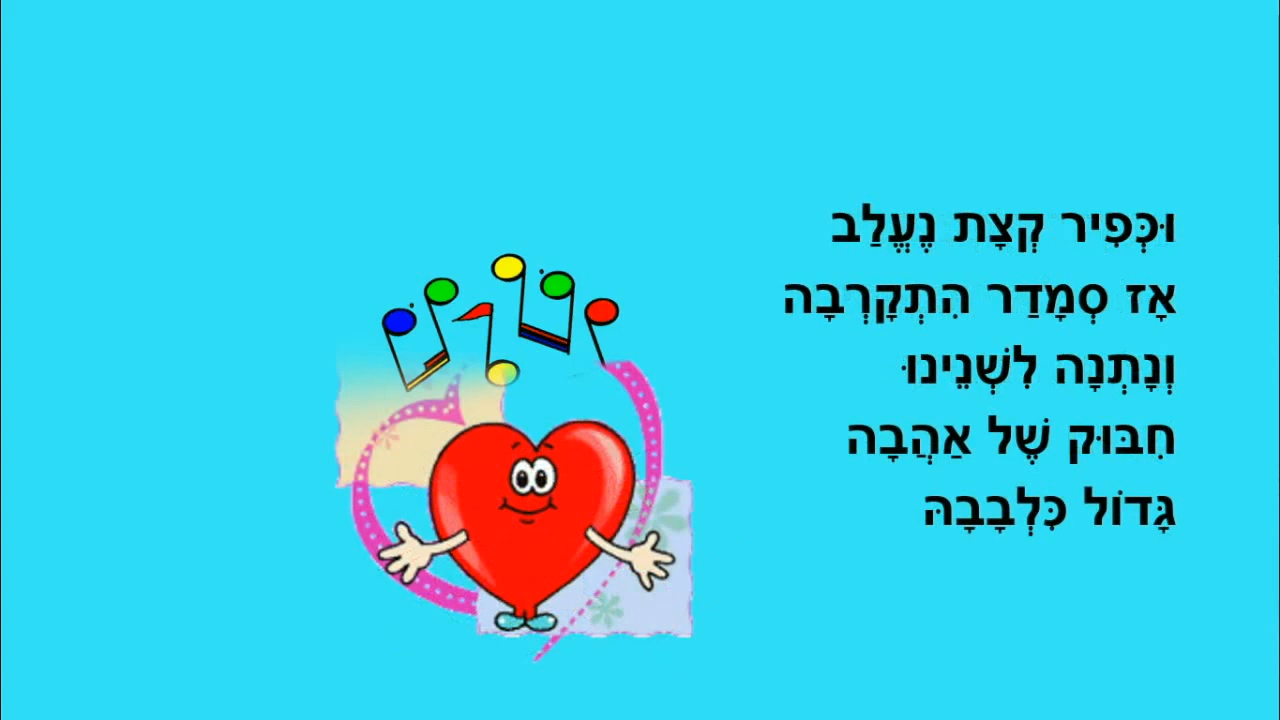 וּכְּפִיר קְצָת נֶעֱלַב
אָז סְמָדַר הִתְקָרְבָה
וְנָתְנָה לִשְׁנֵינוּ
חִבּוּק שֶׁל אַהֲבָה
גָּדוֹל כִּלְבָבָהּ